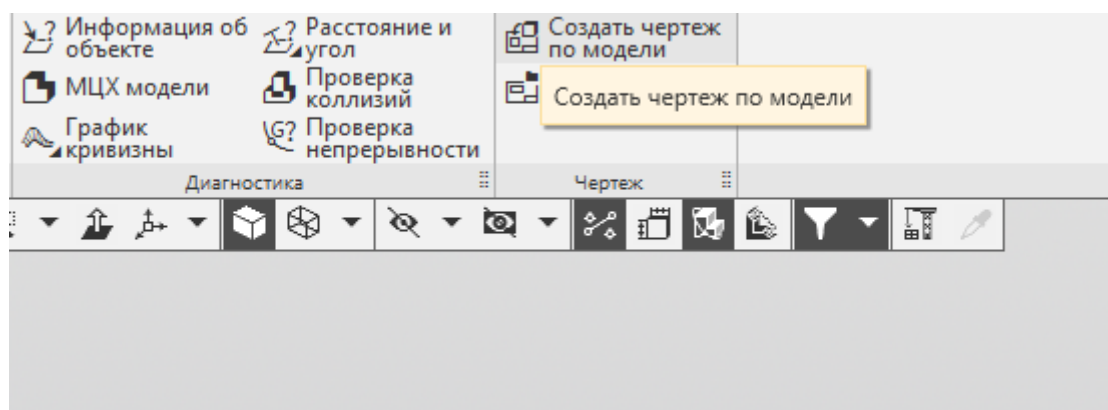 Информация об
объекте
Расстояние и
угол
Создать чертеж
по модели
МЦХ модели
Проверка
коллизий
Создать чертеж по модели
График
кривизны
G?
Проверка
непрерывности
Диагностика
Чертеж